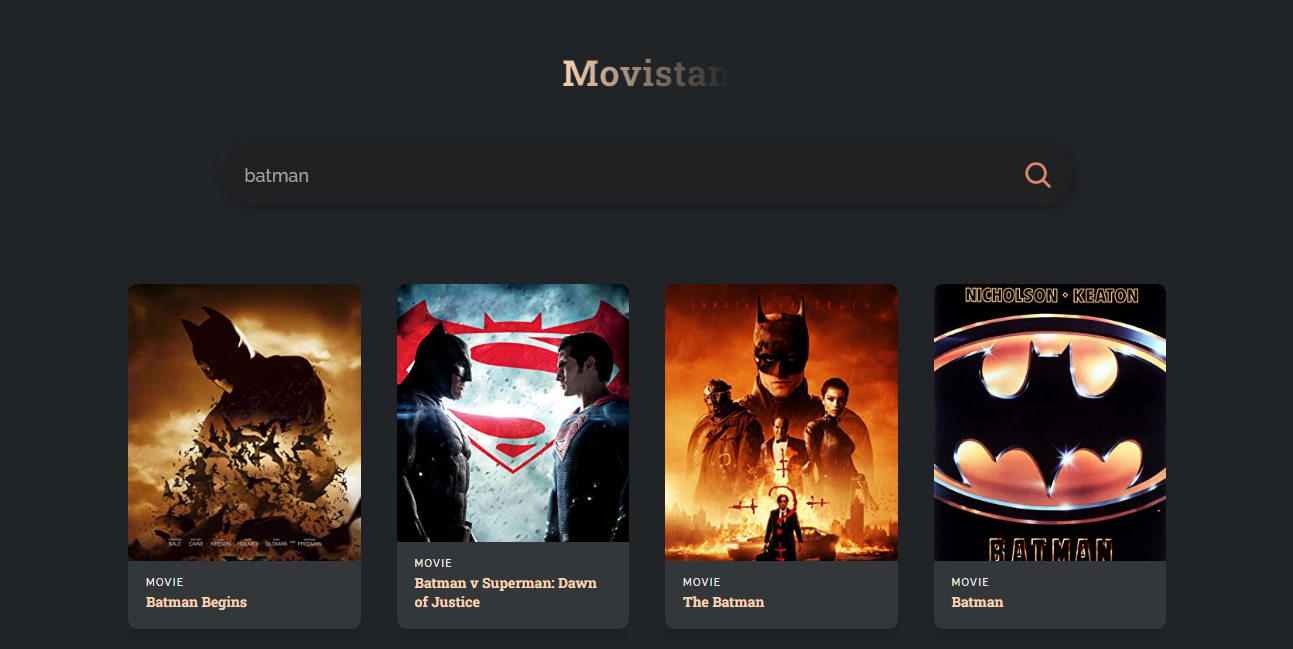 Movistan
batman
NICHOLSON • KEATON
UNMASK THE TRUTH
BALE CAINE NEESON HOLMES OLDMAN AND FREEMAN
BATMAN
MOVIE
Batman Begins
MOVIE
Batman v Superman: Dawn
of Justice
MOVIE
The Batman
MOVIE
Batman